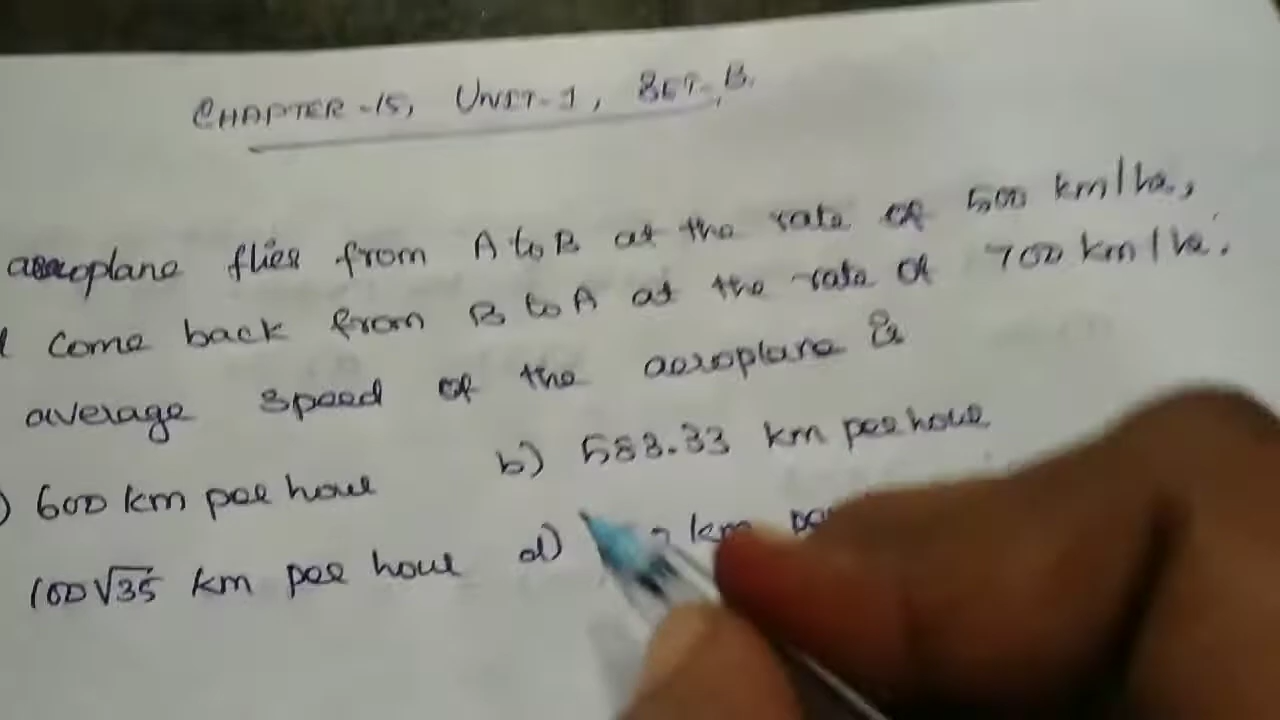 CHAPTER-15, UNIT-1, SET-B.
aeroplane flies from A to B at the rate of 500 km/hr,
come back from B to A at the rate of 700 km/hr.
average speed of the aeroplane is
) 600 km per hour b) 583.33 km per hour
100√35 km per hour d) km